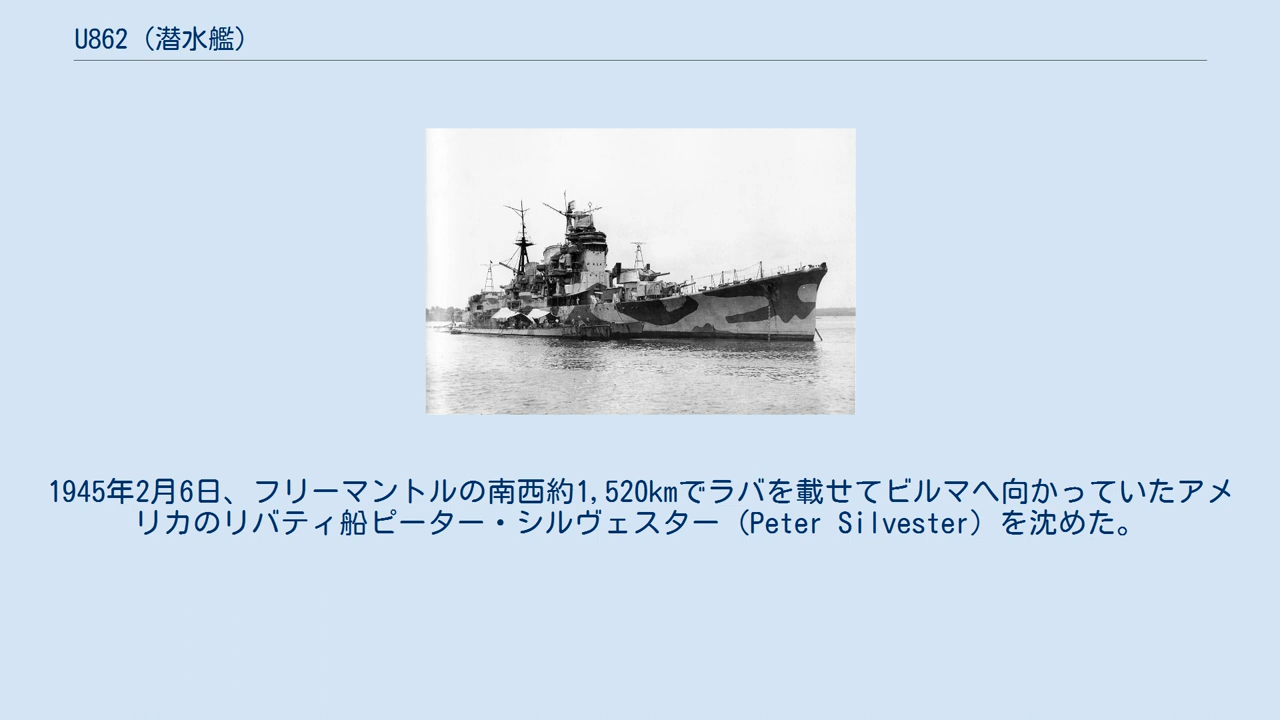 U862（潜水艦）
1945年2月6日、フリーマントルの南西約1,520kmでラバを載せてビルマへ向かっていたアメ
リカのリバティ船ピーター・シルヴェスター（Peter Silvester）を沈めた。